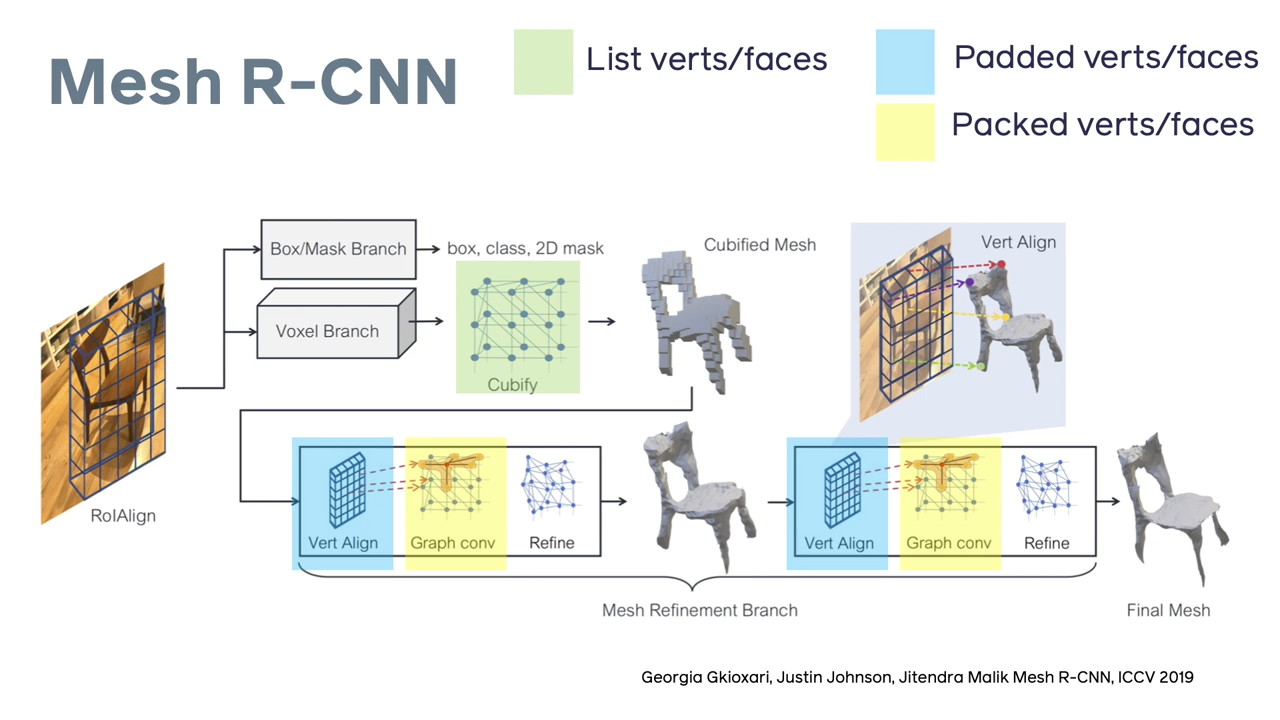 Mesh R-CNN
List verts/faces
Padded verts/faces
Packed verts/faces
Box/Mask Branch
box, class, 2D mask
Voxel Branch
Cubify
Cubified Mesh
Vert Align
RoIAlign
Vert Align
Graph conv
Refine
Vert Align
Graph conv
Refine
Mesh Refinement Branch
Final Mesh
Georgia Gkioxari, Justin Johnson, Jitendra Malik Mesh R-CNN, ICCV 2019